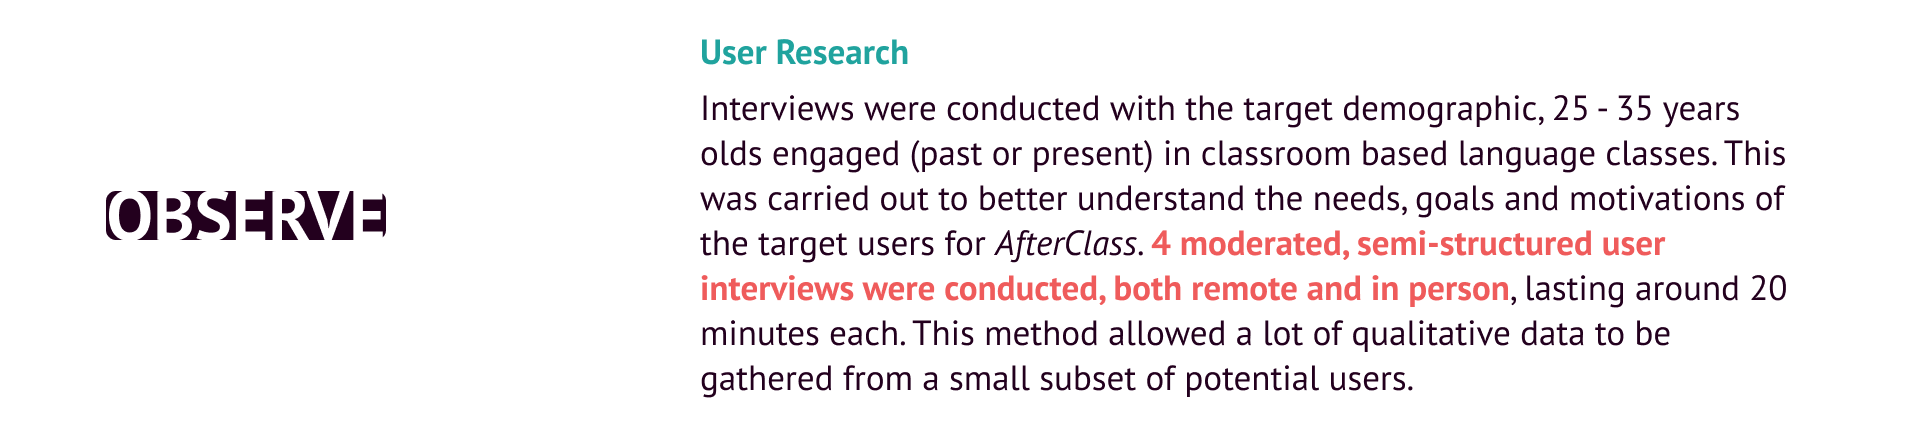 OBSERVE
User Research
Interviews were conducted with the target demographic, 25 - 35 years
olds engaged (past or present) in classroom based language classes. This
was carried out to better understand the needs, goals and motivations of
the target users for AfterClass. 4 moderated, semi-structured user
interviews were conducted, both remote and in person, lasting around 20
minutes each. This method allowed a lot of qualitative data to be
gathered from a small subset of potential users.